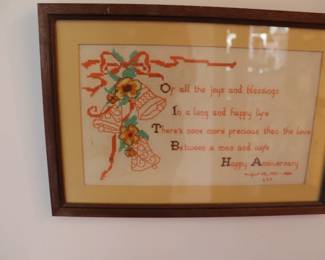 Of all the joys and blessings
In a long and happy life
There's none more precious than the love
Between a man and wife
Happy Anniversary